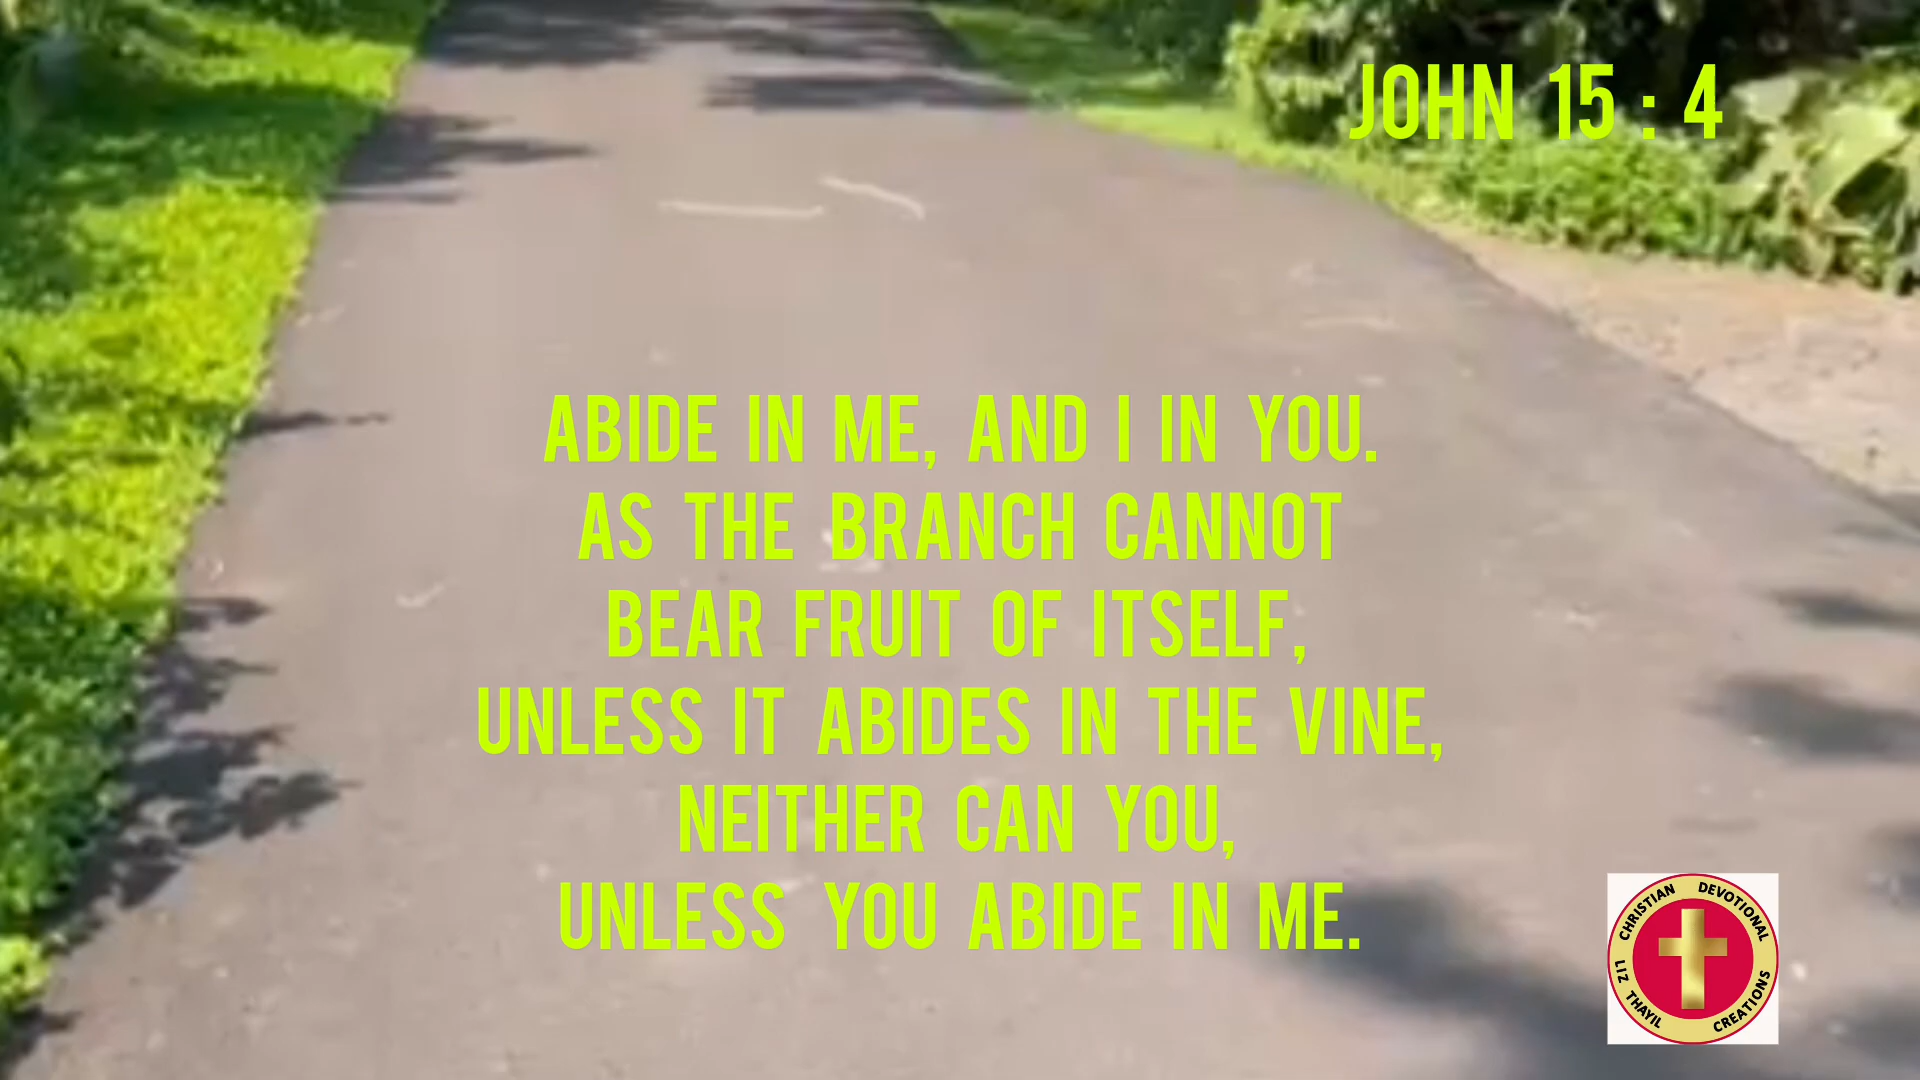 JOHN 15 : 4
ABIDE IN ME, AND I IN YOU.
AS THE BRANCH CANNOT
BEAR FRUIT OF ITSELF,
UNLESS IT ABIDES IN THE VINE,
NEITHER CAN YOU,
UNLESS YOU ABIDE IN ME.
CHRISTIAN DEVOTIONAL
LIZ THAYIL CREATIONS